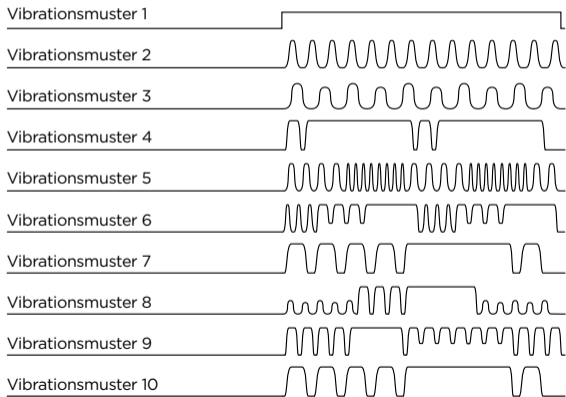 Vibrationsmuster 1
Vibrationsmuster 2
Vibrationsmuster 3
Vibrationsmuster 4
Vibrationsmuster 5
Vibrationsmuster 6
Vibrationsmuster 7
Vibrationsmuster 8
Vibrationsmuster 9
Vibrationsmuster 10